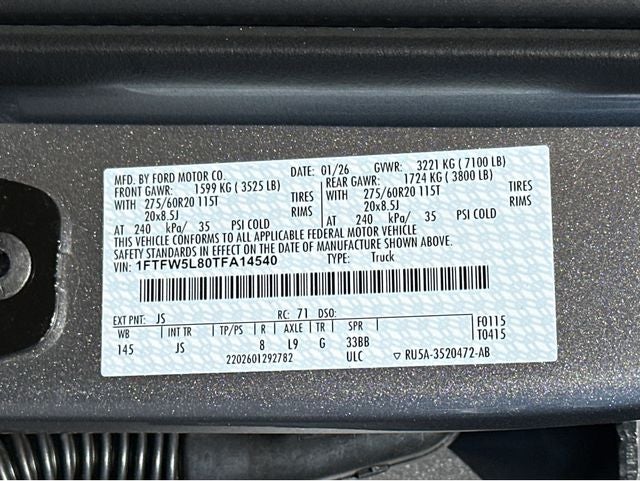 MFD. BY FORD MOTOR CO.
DATE: 01/26 GVWR: 3221 KG ( 7100 LB)
FRONT GAWR: 1599 KG ( 3525 LB) REAR GAWR: 1724 KG ( 3800 LB)
WITH 275/60R20 115T TIRES WITH 275/60R20 115T TIRES
20x8.5J RIMS 20x8.5J RIMS
AT 240 kPa/ 35 PSI COLD AT 240 kPa/ 35 PSI COLD
THIS VEHICLE CONFORMS TO ALL APPLICABLE FEDERAL MOTOR VEHICLE
SAFETY STANDARDS IN EFFECT ON THE DATE OF MANUFACTURE SHOWN ABOVE.
VIN: 1FTFW5L80TFA14540 TYPE: Truck
EXT PNT: JS RC: 71 DSO: F0115
WB INT TR TP/PS R AXLE TR SPR T0415
145 JS 8 L9 G 33BB
2202601292782 ULC ▽ RU5A-3520472-AB